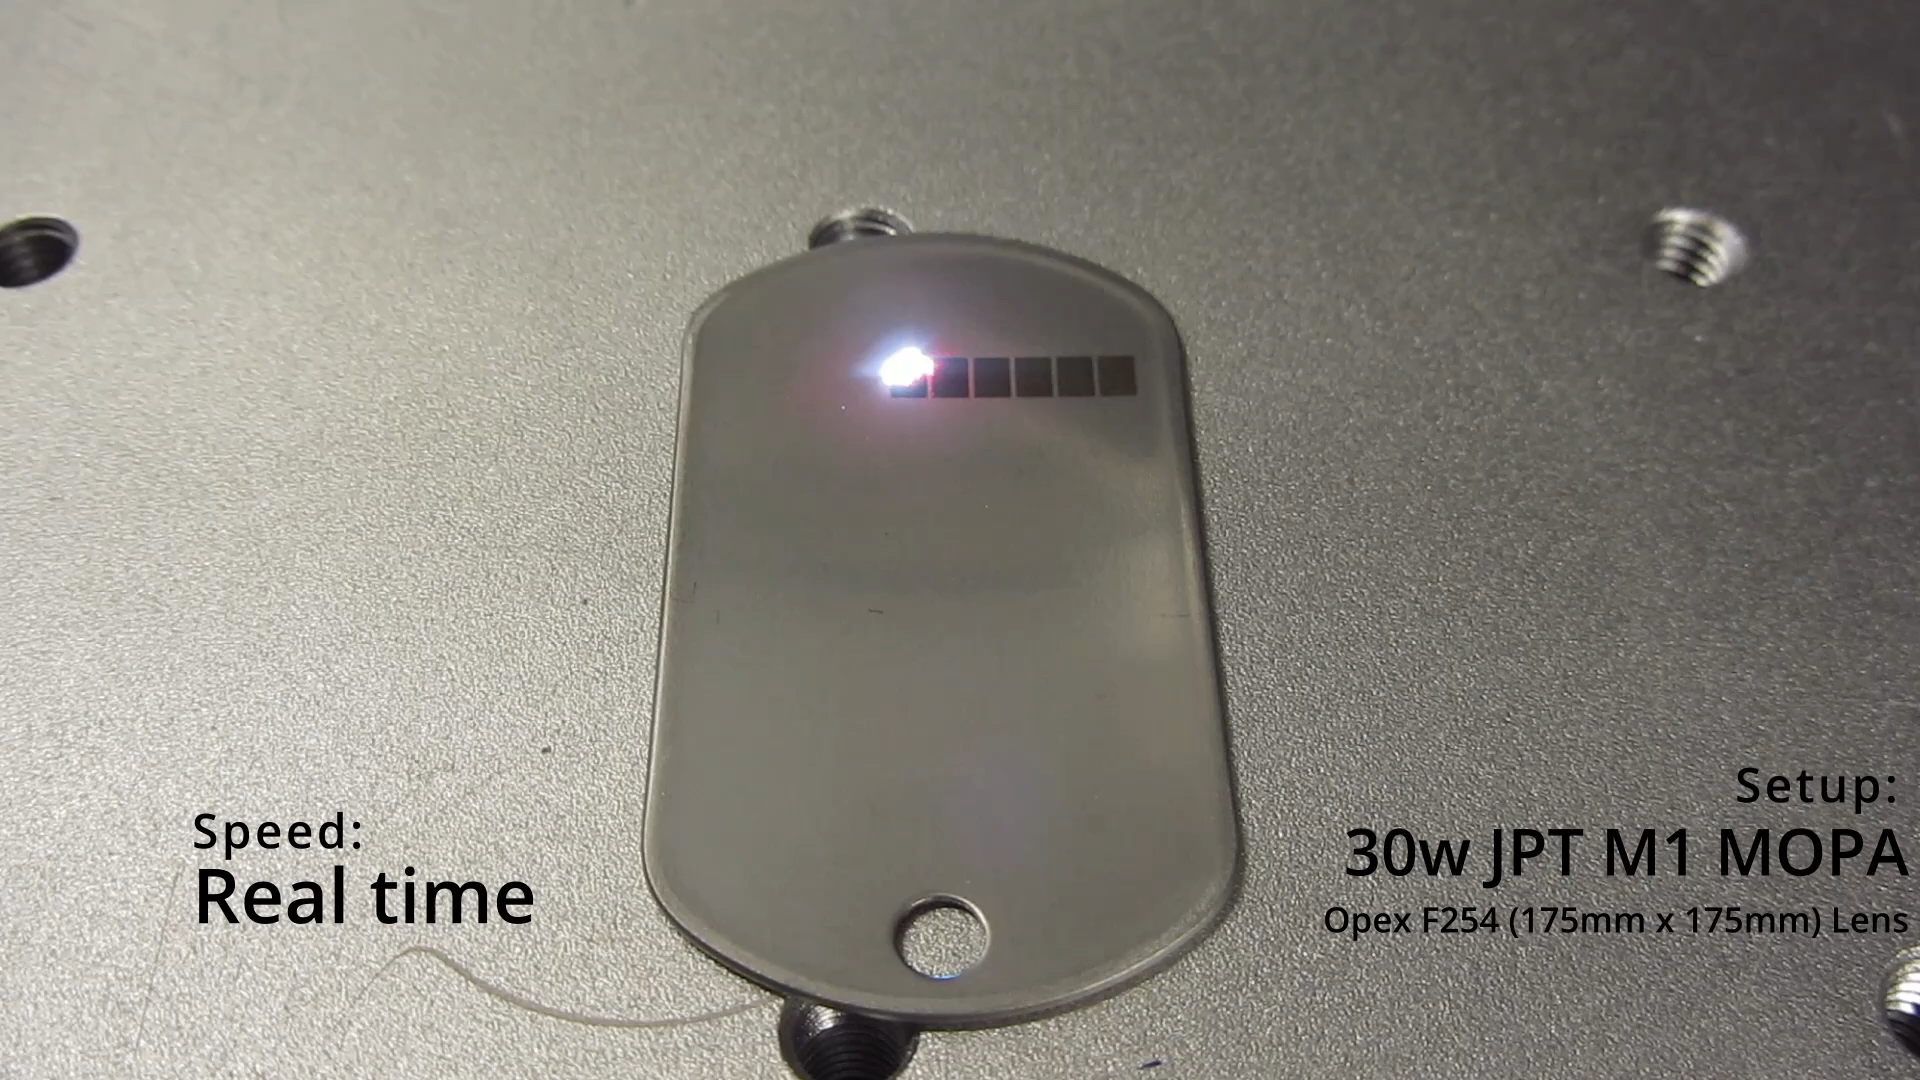 Speed:
Real time
Setup:
30w JPT M1 MOPA
Opex F254 (175mm x 175mm) Lens